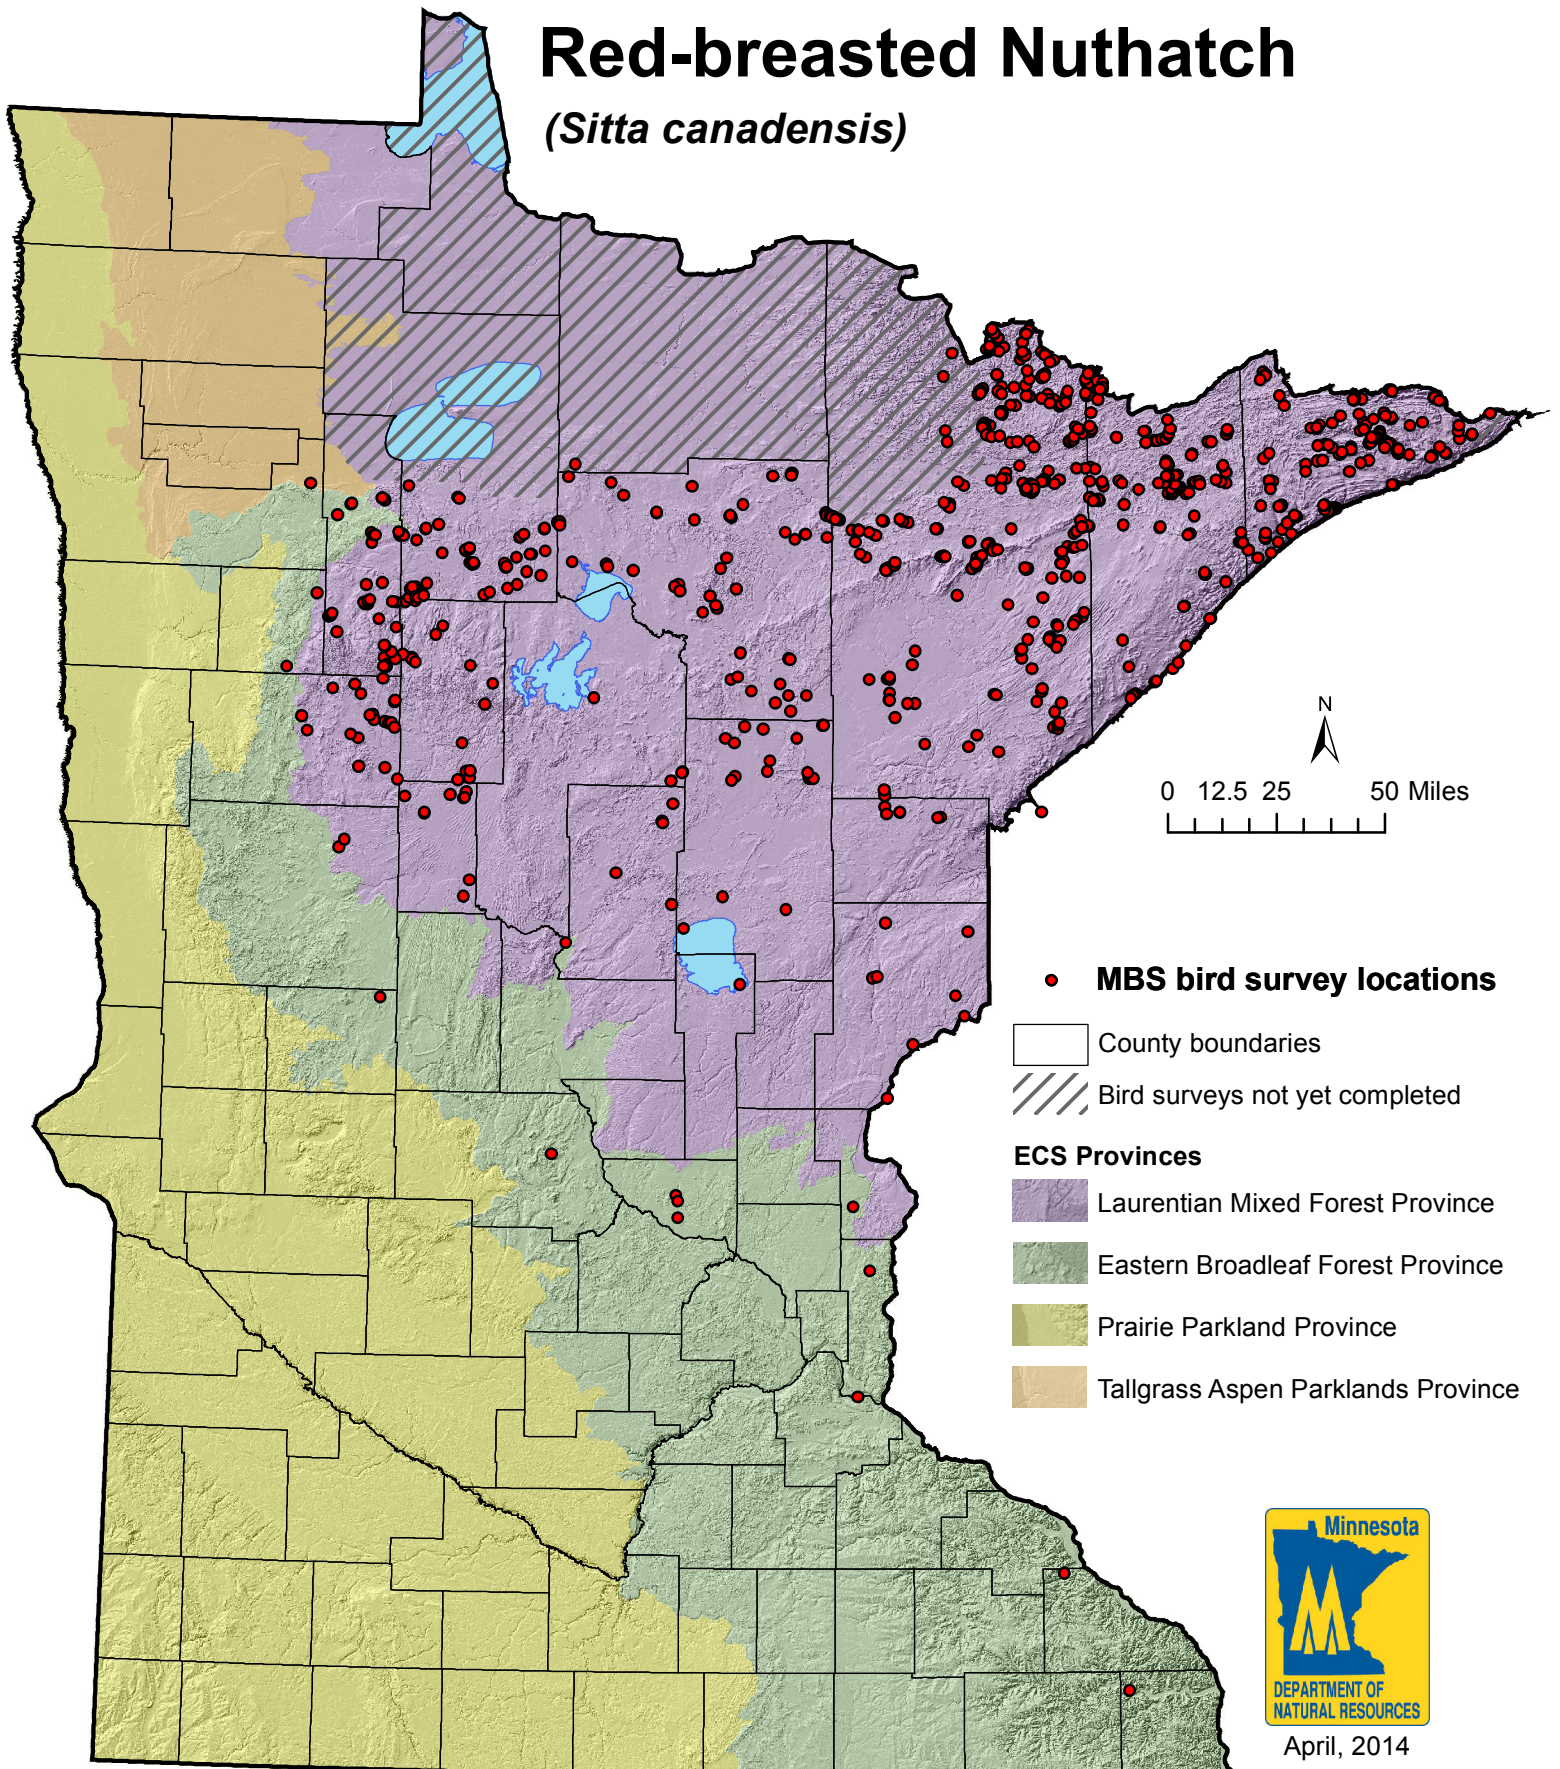 Red-breasted Nuthatch
(Sitta canadensis)
N
0 12.5 25 50 Miles
MBS bird survey locations
County boundaries
Bird surveys not yet completed
ECS Provinces
Laurentian Mixed Forest Province
Eastern Broadleaf Forest Province
Prairie Parkland Province
Tallgrass Aspen Parklands Province
Minnesota
DEPARTMENT OF
NATURAL RESOURCES
April, 2014